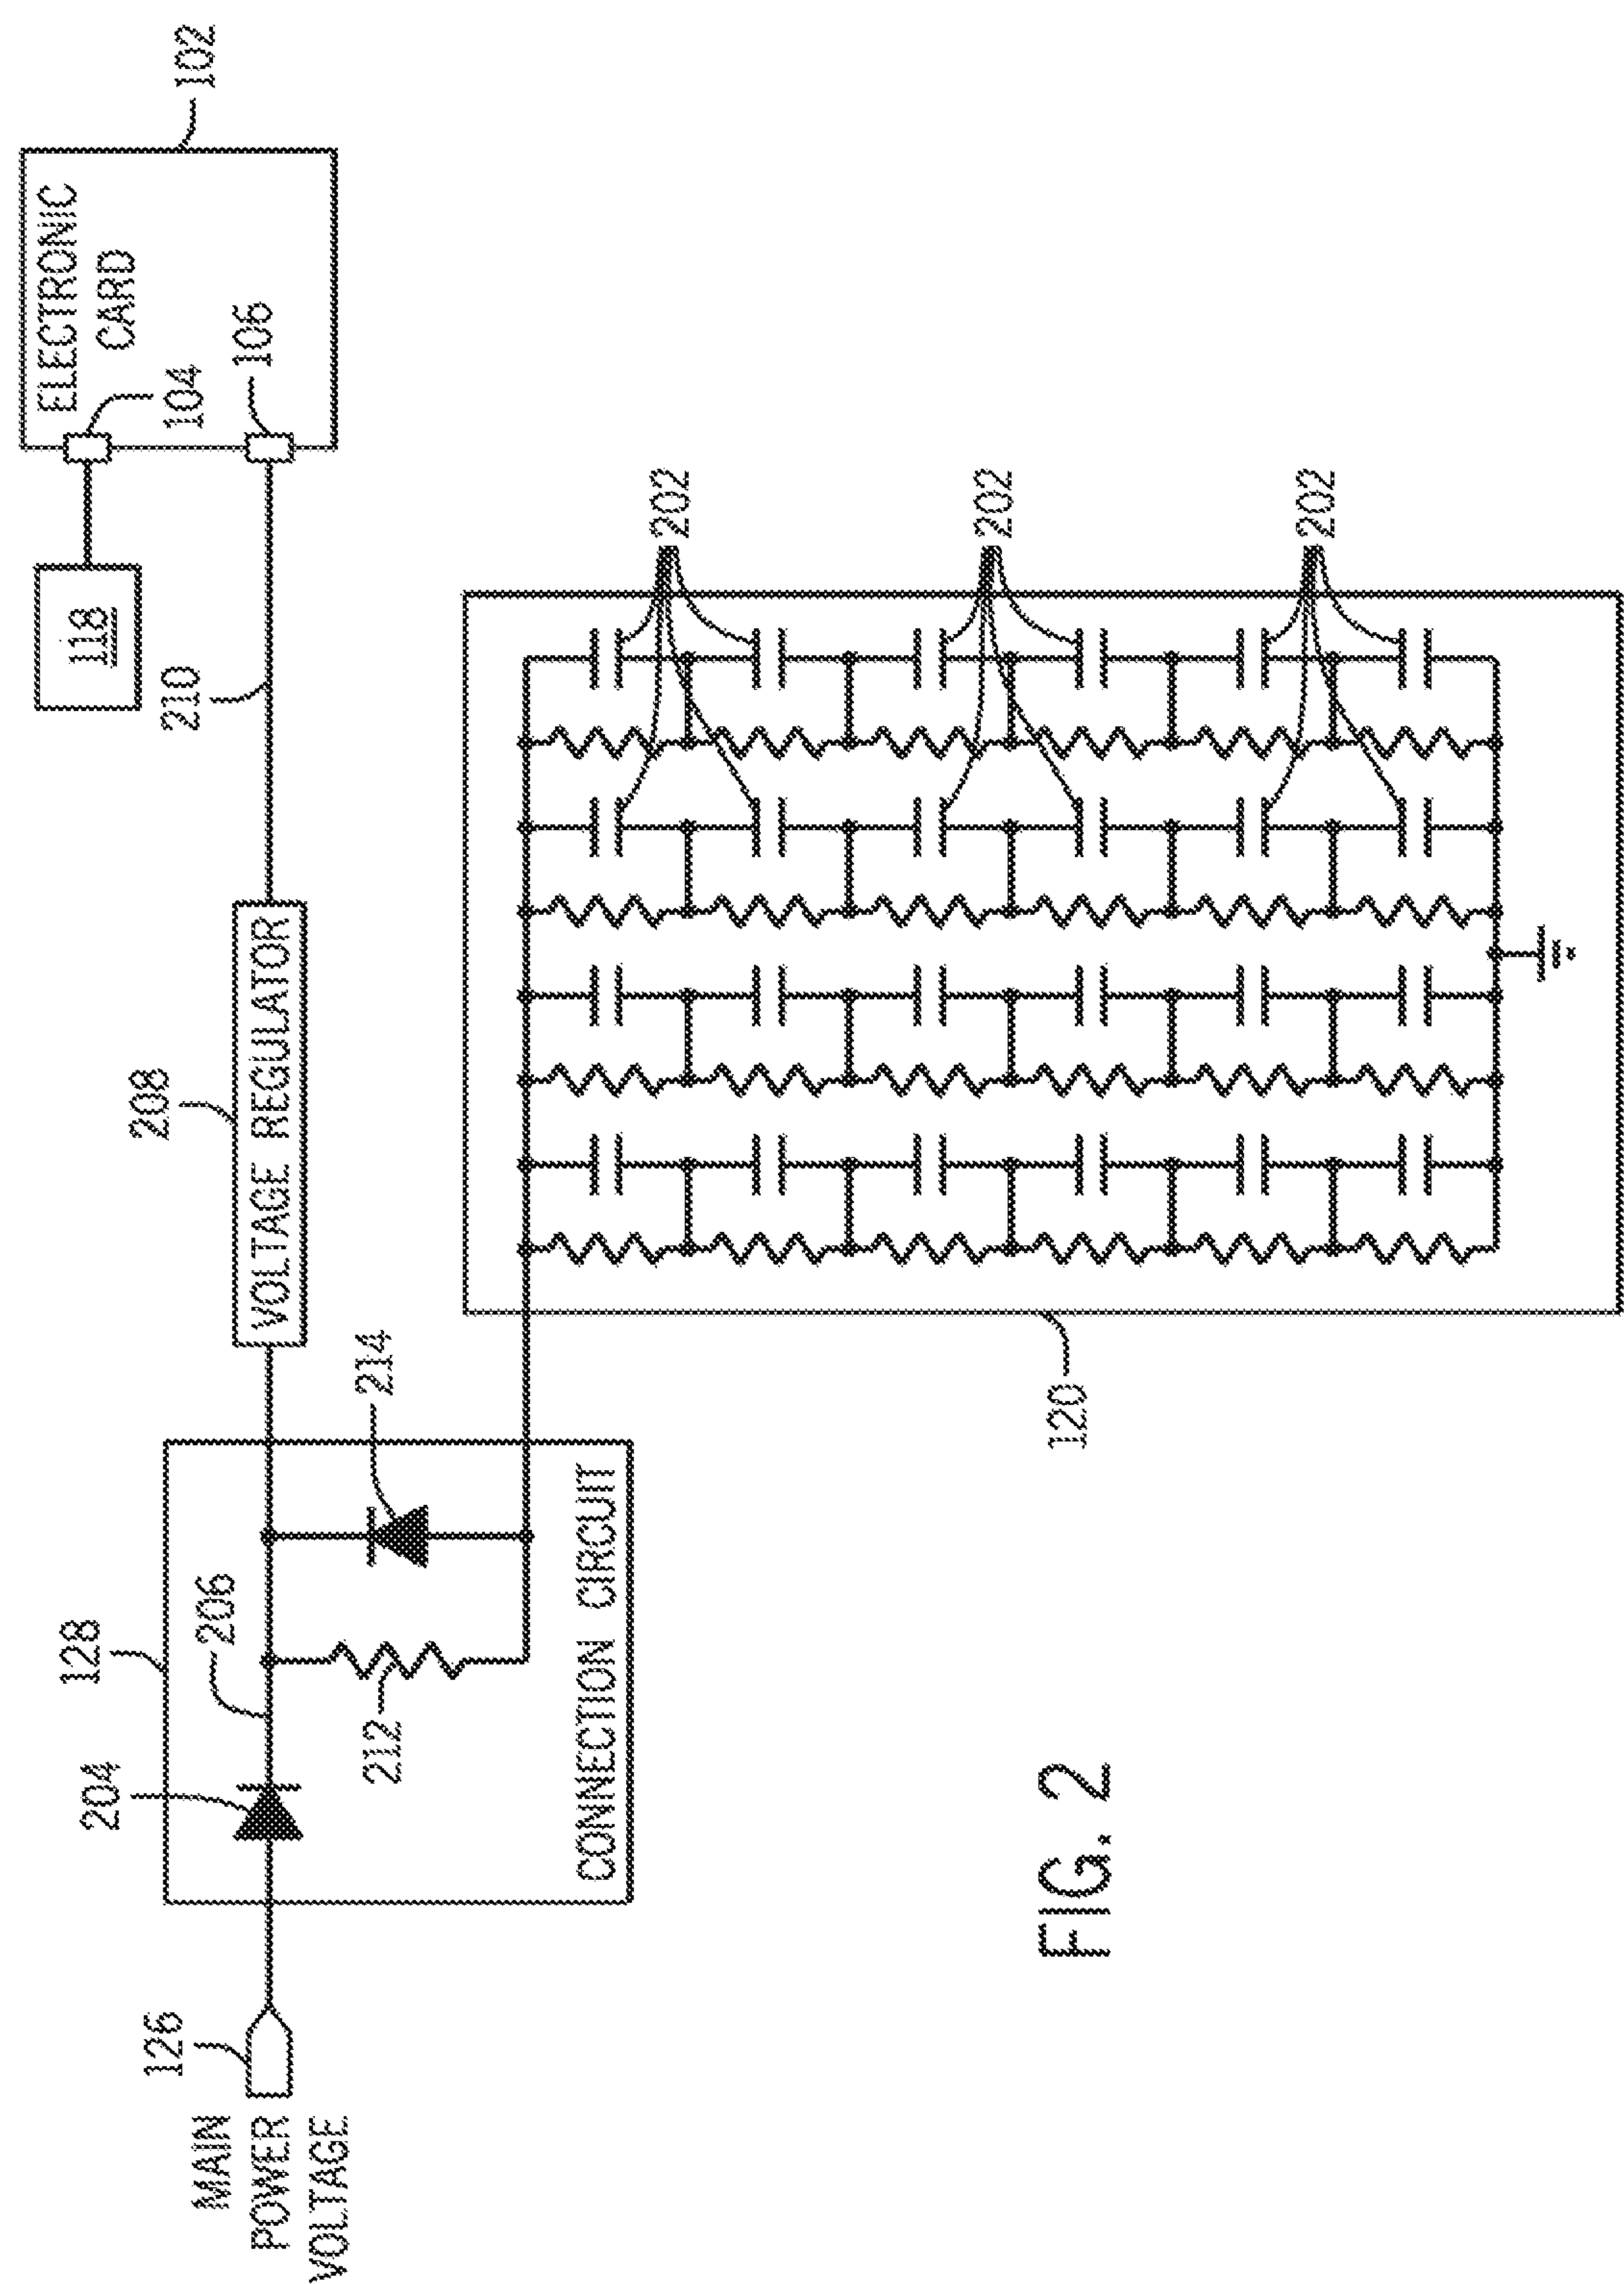 MAIN
POWER
VOLTAGE
126
128
204
206
212
214
CONNECTION CIRCUIT
208
VOLTAGE REGULATOR
210
118
ELECTRONIC
CARD
104
106
102
120
202
202
202
FIG. 2